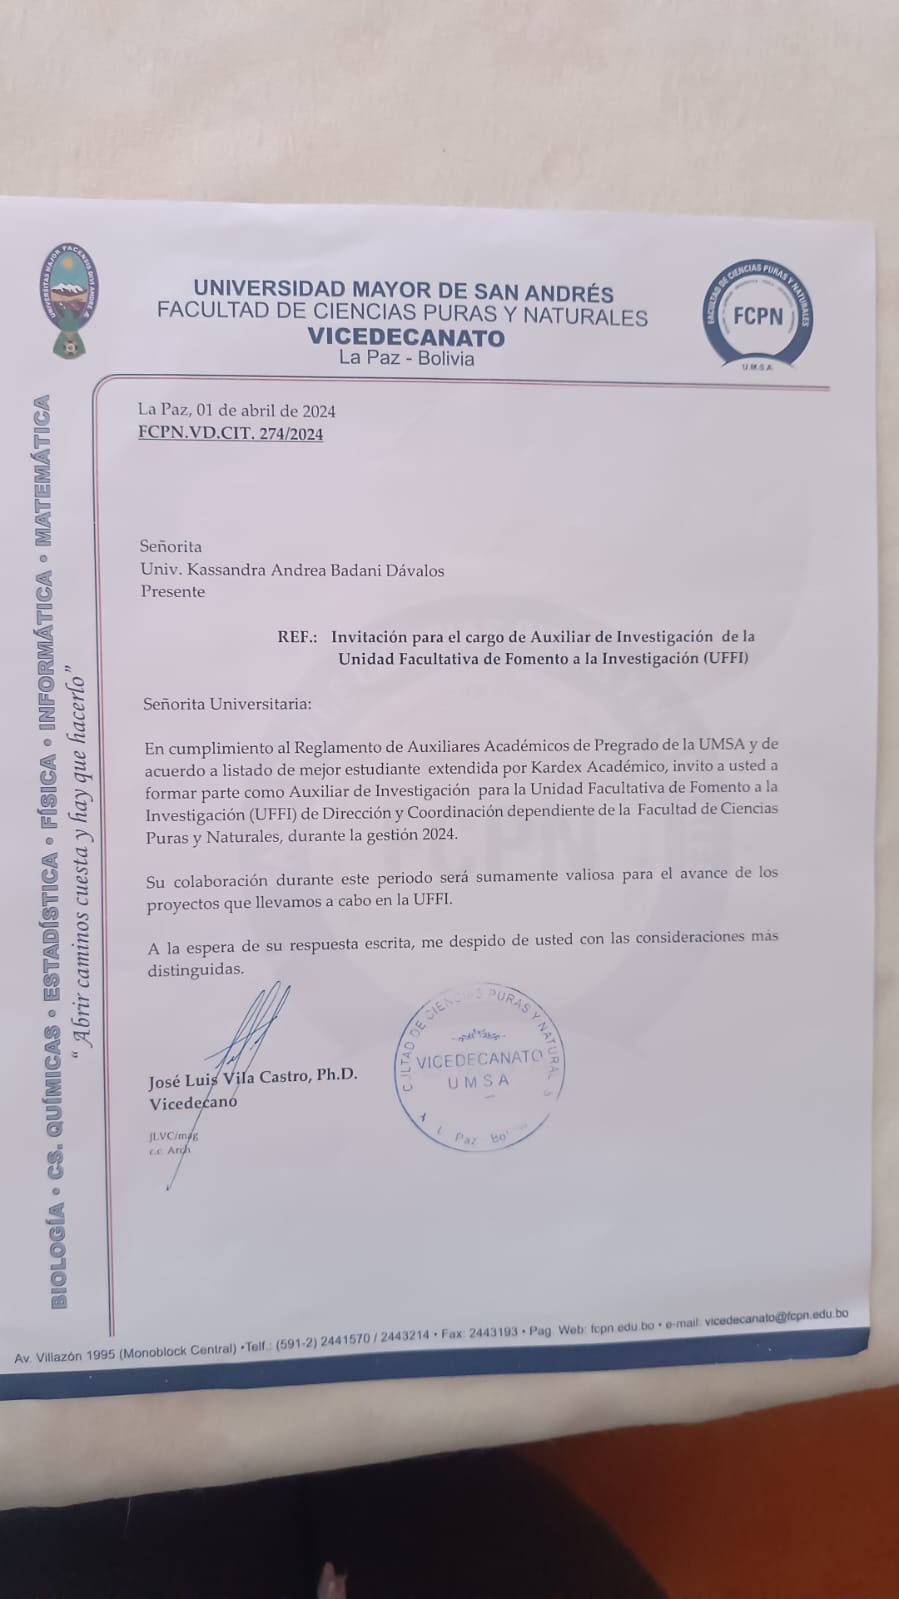 UNIVERSIDAD MAYOR DE SAN ANDRÉS
FACULTAD DE CIENCIAS PURAS Y NATURALES
VICEDECANATO
La Paz - Bolivia
FACULTAD DE CIENCIAS PURAS Y NATURALES
FCPN
U.M.S.A.
La Paz, 01 de abril de 2024
FCPN.VD.CIT. 274/2024
Señorita
Univ. Kassandra Andrea Badani Dávalos
Presente
REF.: Invitación para el cargo de Auxiliar de Investigación de la
Unidad Facultativa de Fomento a la Investigación (UFFI)
Señorita Universitaria:
En cumplimiento al Reglamento de Auxiliares Académicos de Pregrado de la UMSA y de
acuerdo a listado de mejor estudiante extendida por Kardex Académico, invito a usted a
formar parte como Auxiliar de Investigación para la Unidad Facultativa de Fomento a la
Investigación (UFFI) de Dirección y Coordinación dependiente de la Facultad de Ciencias
Puras y Naturales, durante la gestión 2024.
Su colaboración durante este periodo será sumamente valiosa para el avance de los
proyectos que llevamos a cabo en la UFFI.
A la espera de su respuesta escrita, me despido de usted con las consideraciones más
distinguidas.
José Luis Vila Castro, Ph.D.
Vicedecano
JLVC/mag
c.c. Arch
VICEDECANATO
UMSA
BIOLOGÍA • CS. QUÍMICAS • ESTADÍSTICA • FÍSICA • INFORMÁTICA • MATEMÁTICA
“Abrir caminos cuesta y hay que hacerlo”
Av. Villazón 1995 (Monoblock Central) • Telf.: (591-2) 2441570 / 2443214 • Fax: 2443193 • Pag. Web: fcpn.edu.bo • e-mail: vicedecanato@fcpn.edu.bo